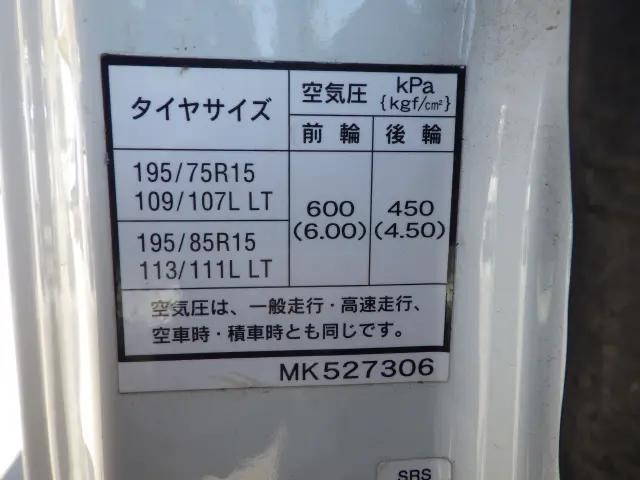 タイヤサイズ
空気圧 kPa
{kgf/cm²}
前輪 後輪
195/75R15
109/107L LT
195/85R15
113/111L LT
600
(6.00)
450
(4.50)
空気圧は、一般走行・高速走行、
空車時・積車時とも同じです。
MK527306
SRS